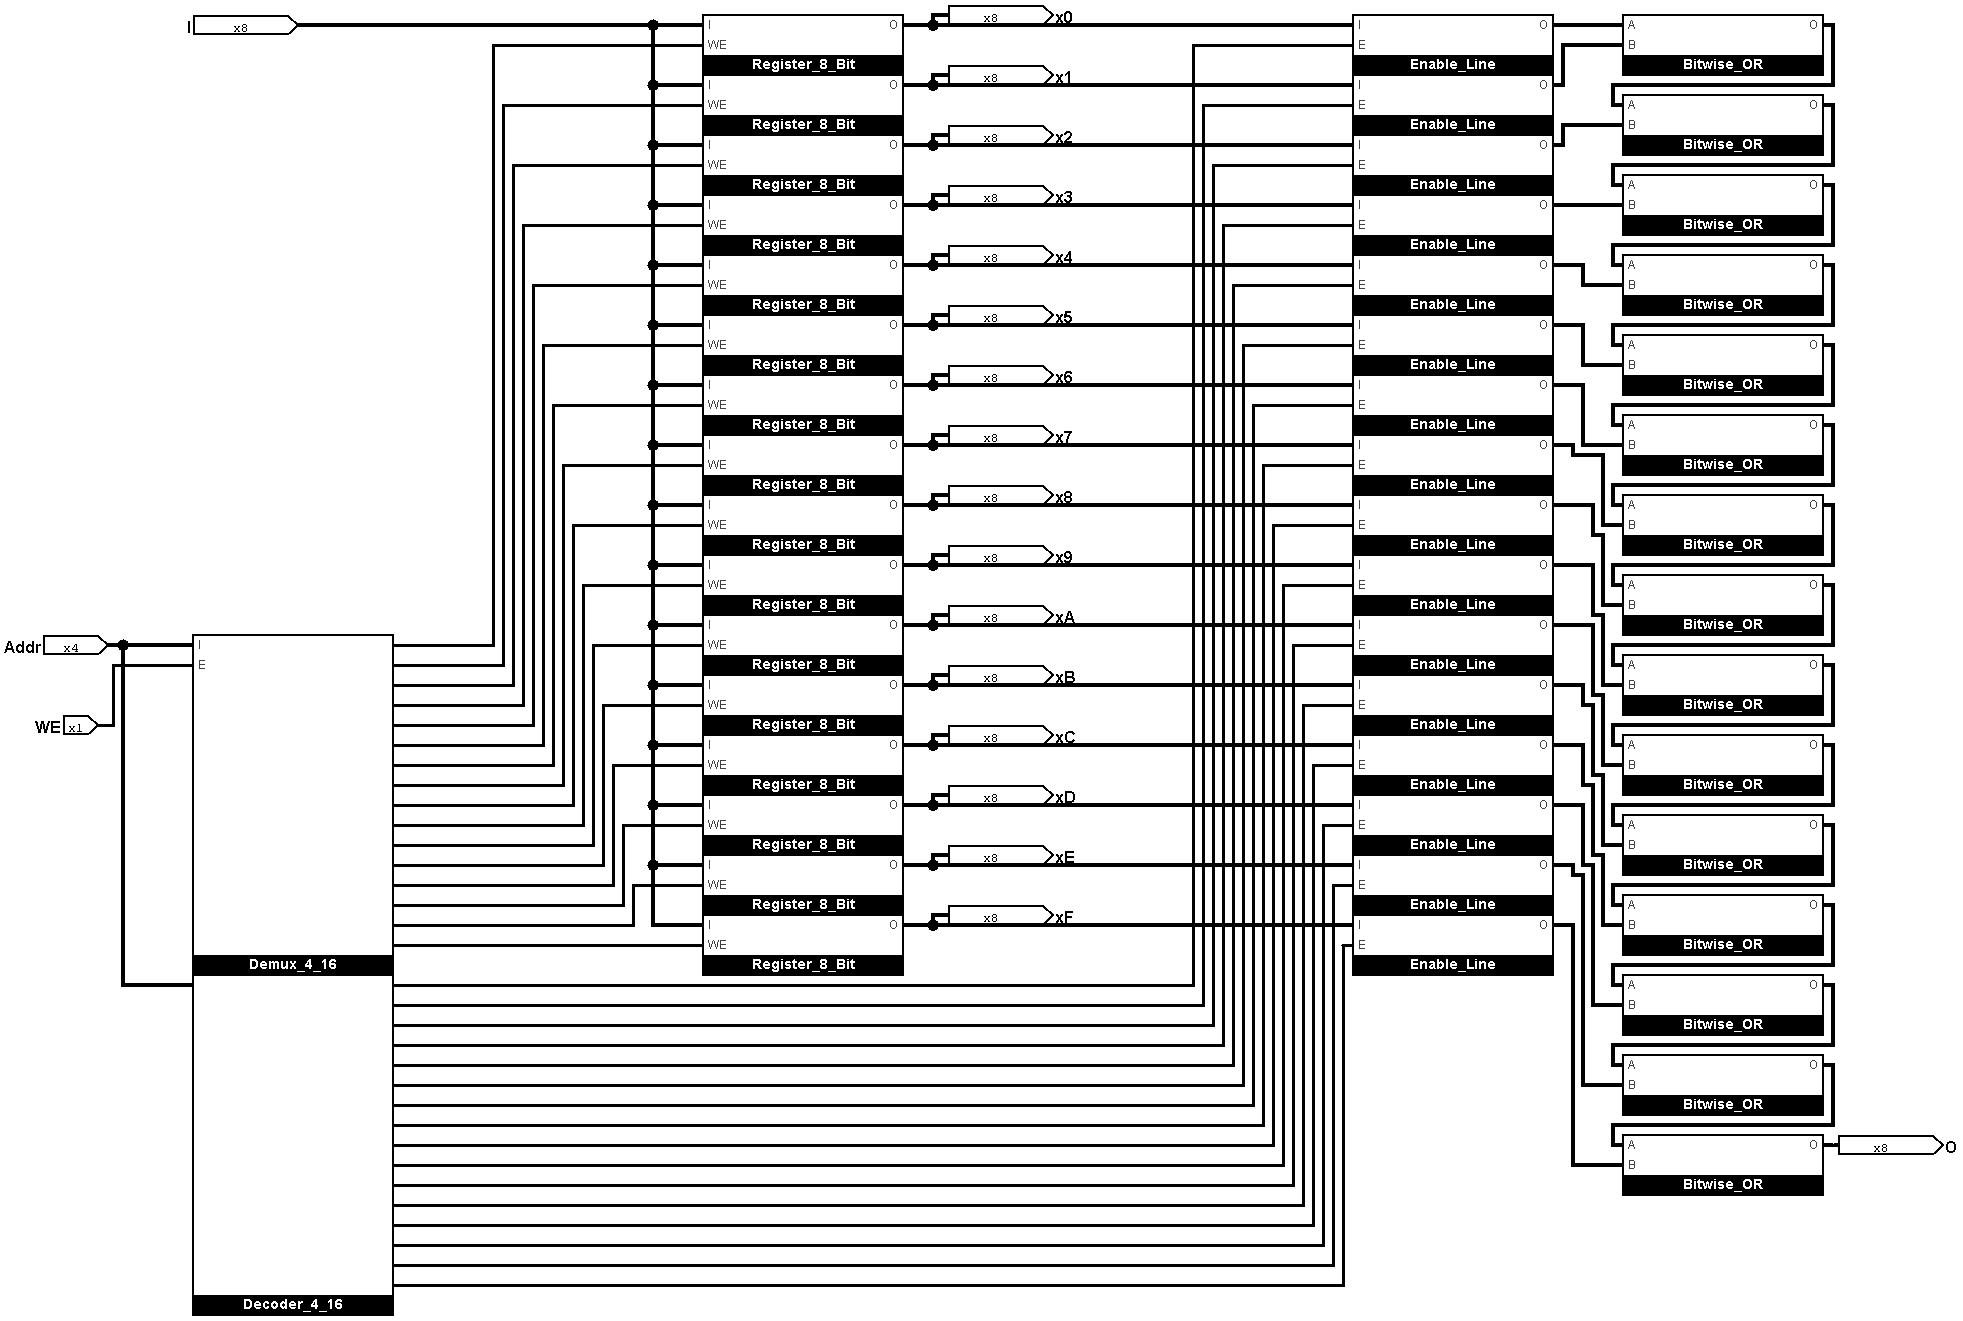 I x8
Addr x4
WE x1
I
E
Demux_4_16
Decoder_4_16
I O
WE
Register_8_Bit
I O
WE
Register_8_Bit
I O
WE
Register_8_Bit
I O
WE
Register_8_Bit
I O
WE
Register_8_Bit
I O
WE
Register_8_Bit
I O
WE
Register_8_Bit
I O
WE
Register_8_Bit
I O
WE
Register_8_Bit
I O
WE
Register_8_Bit
I O
WE
Register_8_Bit
I O
WE
Register_8_Bit
I O
WE
Register_8_Bit
I O
WE
Register_8_Bit
I O
WE
Register_8_Bit
I O
WE
Register_8_Bit
x8 x0
x8 x1
x8 x2
x8 x3
x8 x4
x8 x5
x8 x6
x8 x7
x8 x8
x8 x9
x8 xA
x8 xB
x8 xC
x8 xD
x8 xE
x8 xF
I O
E
Enable_Line
I O
E
Enable_Line
I O
E
Enable_Line
I O
E
Enable_Line
I O
E
Enable_Line
I O
E
Enable_Line
I O
E
Enable_Line
I O
E
Enable_Line
I O
E
Enable_Line
I O
E
Enable_Line
I O
E
Enable_Line
I O
E
Enable_Line
I O
E
Enable_Line
I O
E
Enable_Line
I O
E
Enable_Line
I O
E
Enable_Line
A O
B
Bitwise_OR
A O
B
Bitwise_OR
A O
B
Bitwise_OR
A O
B
Bitwise_OR
A O
B
Bitwise_OR
A O
B
Bitwise_OR
A O
B
Bitwise_OR
A O
B
Bitwise_OR
A O
B
Bitwise_OR
A O
B
Bitwise_OR
A O
B
Bitwise_OR
A O
B
Bitwise_OR
A O
B
Bitwise_OR
A O
B
Bitwise_OR
A O
B
Bitwise_OR
x8 O